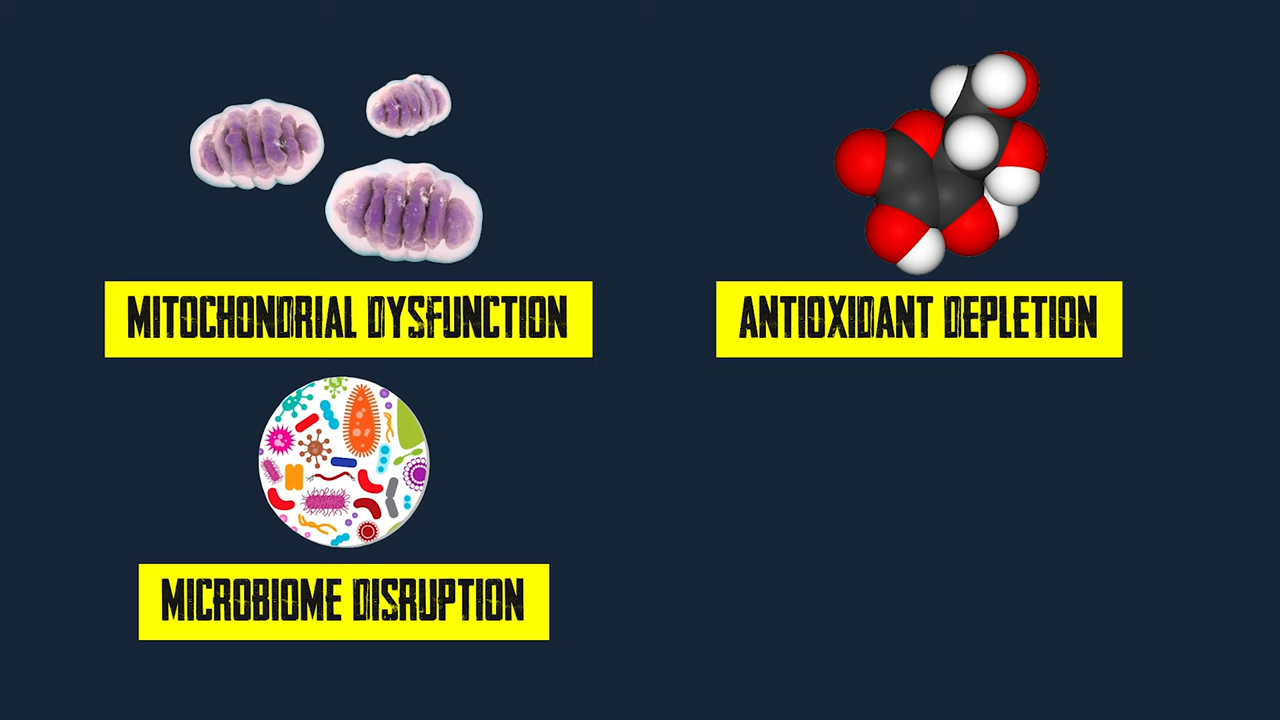 MITOCHONDRIAL DYSFUNCTION
ANTIOXIDANT DEPLETION
MICROBIOME DISRUPTION